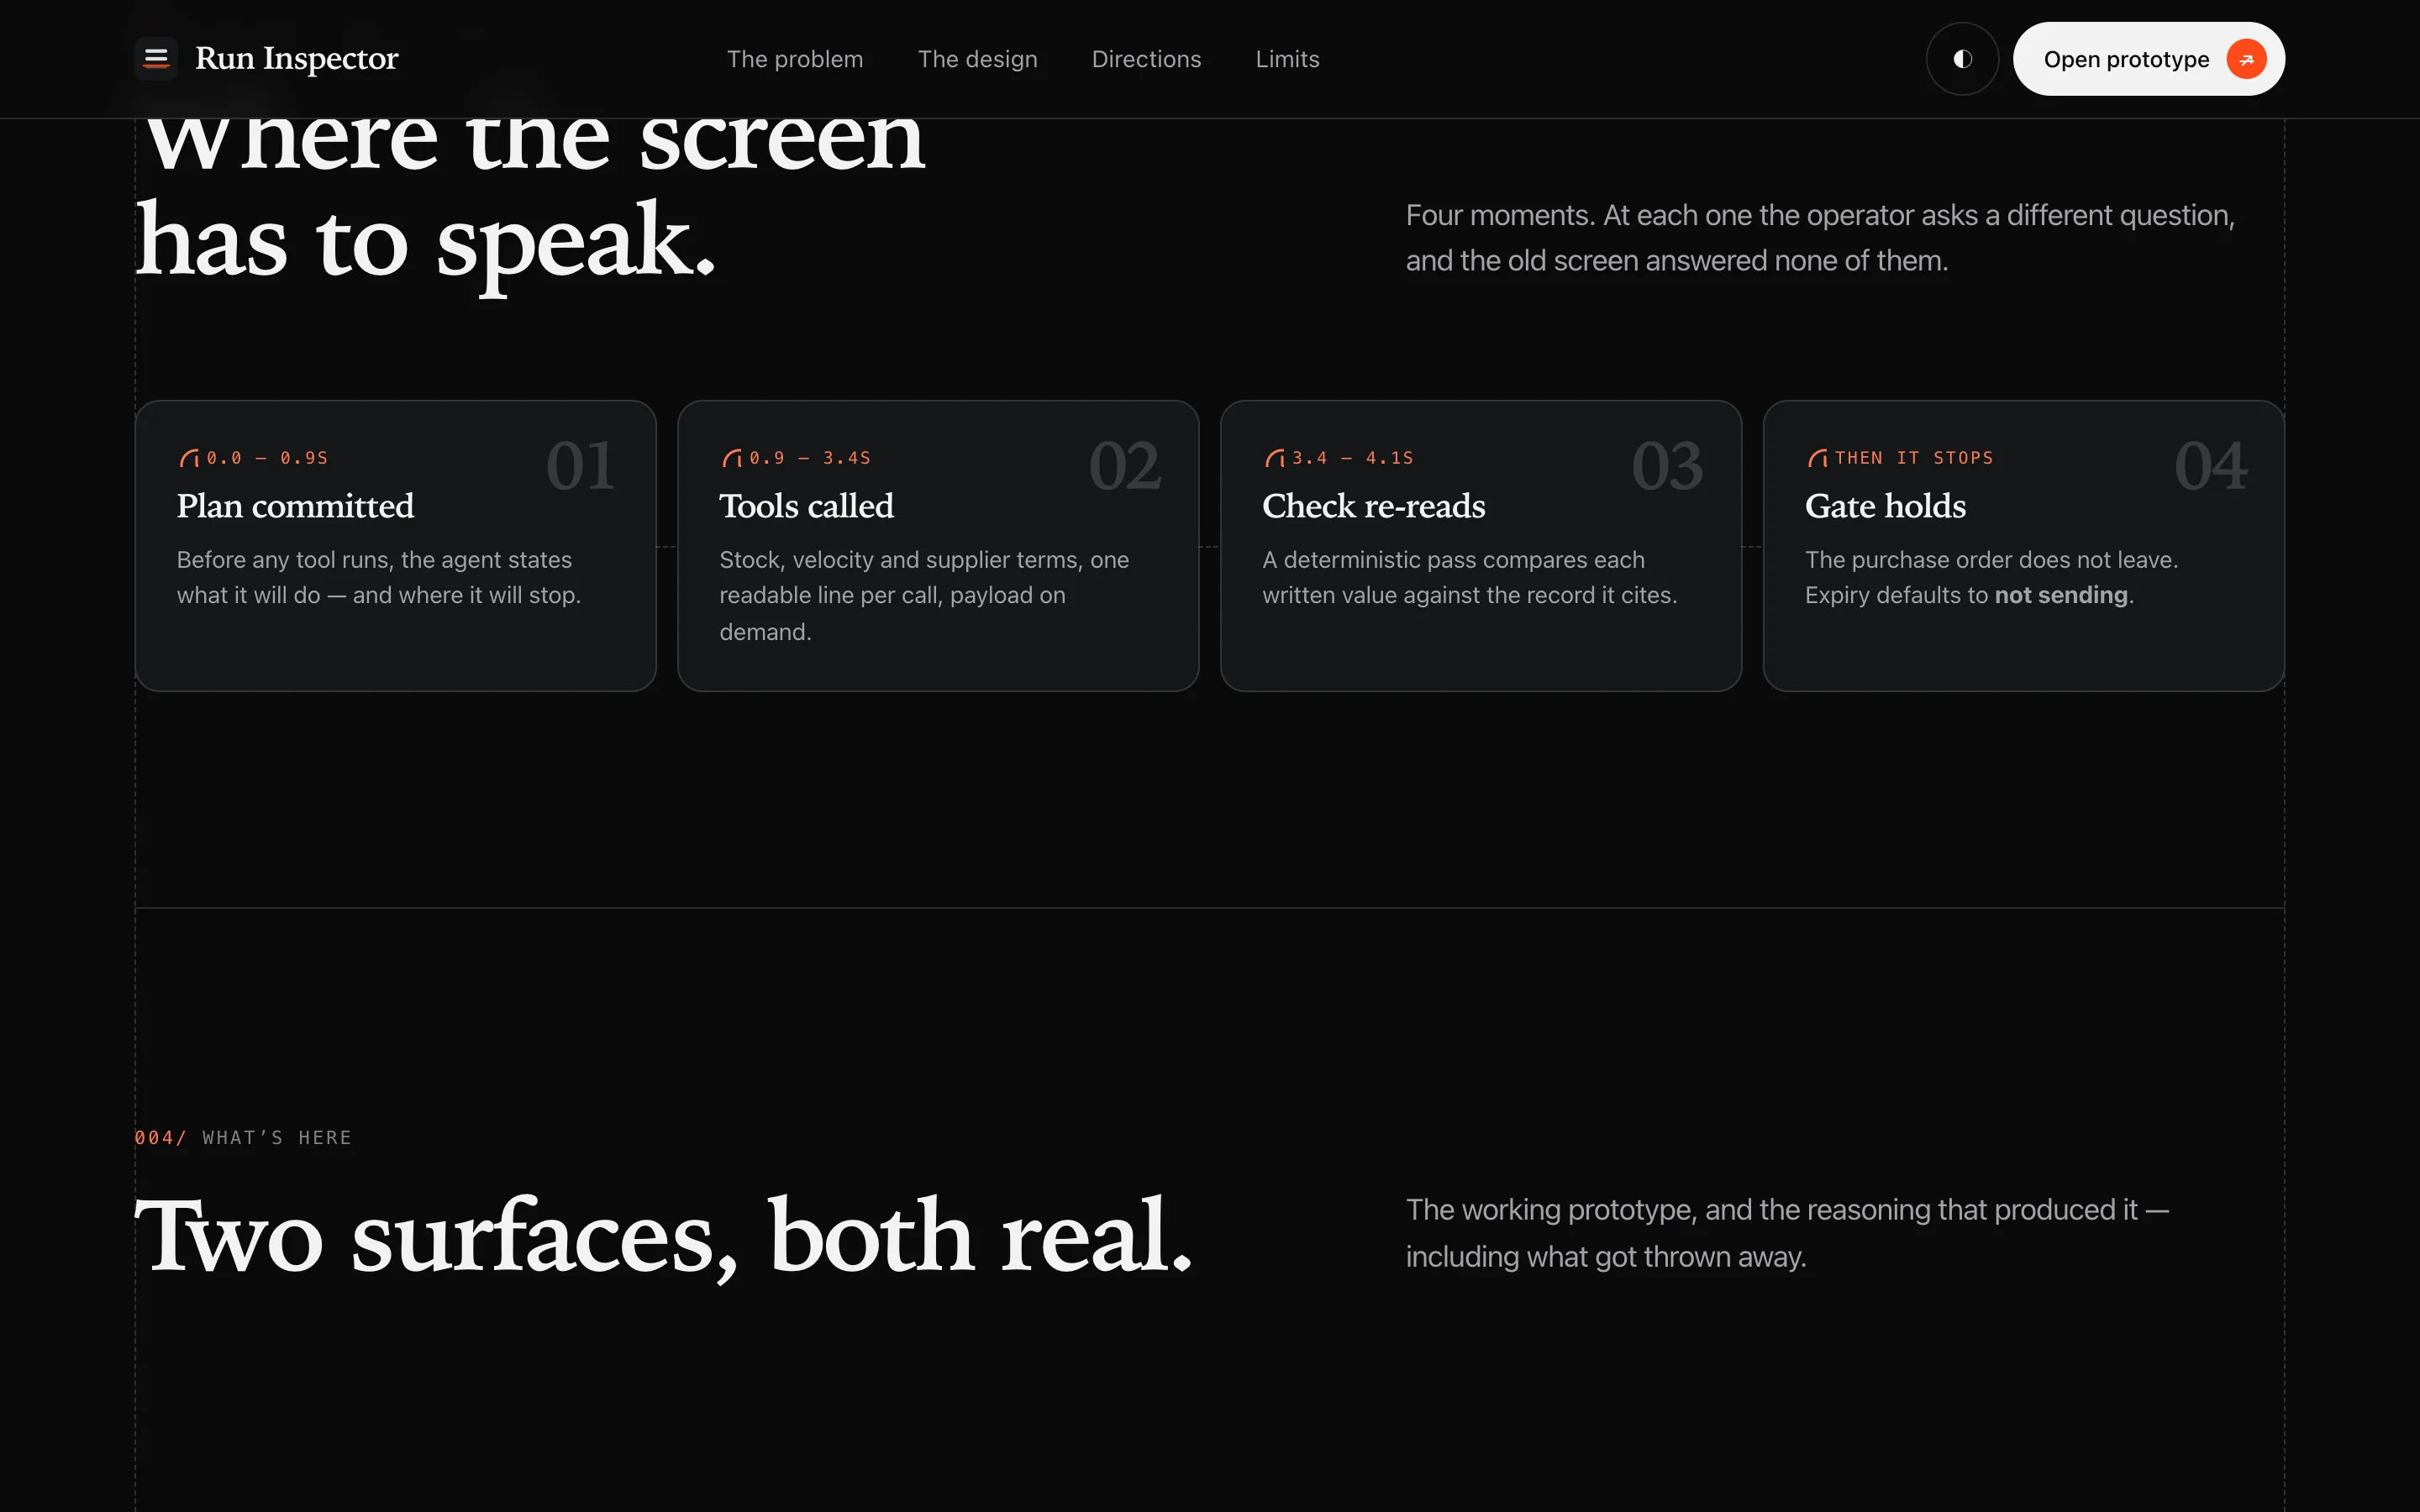 Run Inspector
The problem
The design
Directions
Limits
Open prototype
Where the screen
has to speak.
Four moments. At each one the operator asks a different question,
and the old screen answered none of them.
0.0 — 0.9S
01
Plan committed
Before any tool runs, the agent states
what it will do — and where it will stop.
0.9 — 3.4S
02
Tools called
Stock, velocity and supplier terms, one
readable line per call, payload on
demand.
3.4 — 4.1S
03
Check re-reads
A deterministic pass compares each
written value against the record it cites.
THEN IT STOPS
04
Gate holds
The purchase order does not leave.
Expiry defaults to not sending.
004/ WHAT’S HERE
Two surfaces, both real.
The working prototype, and the reasoning that produced it —
including what got thrown away.